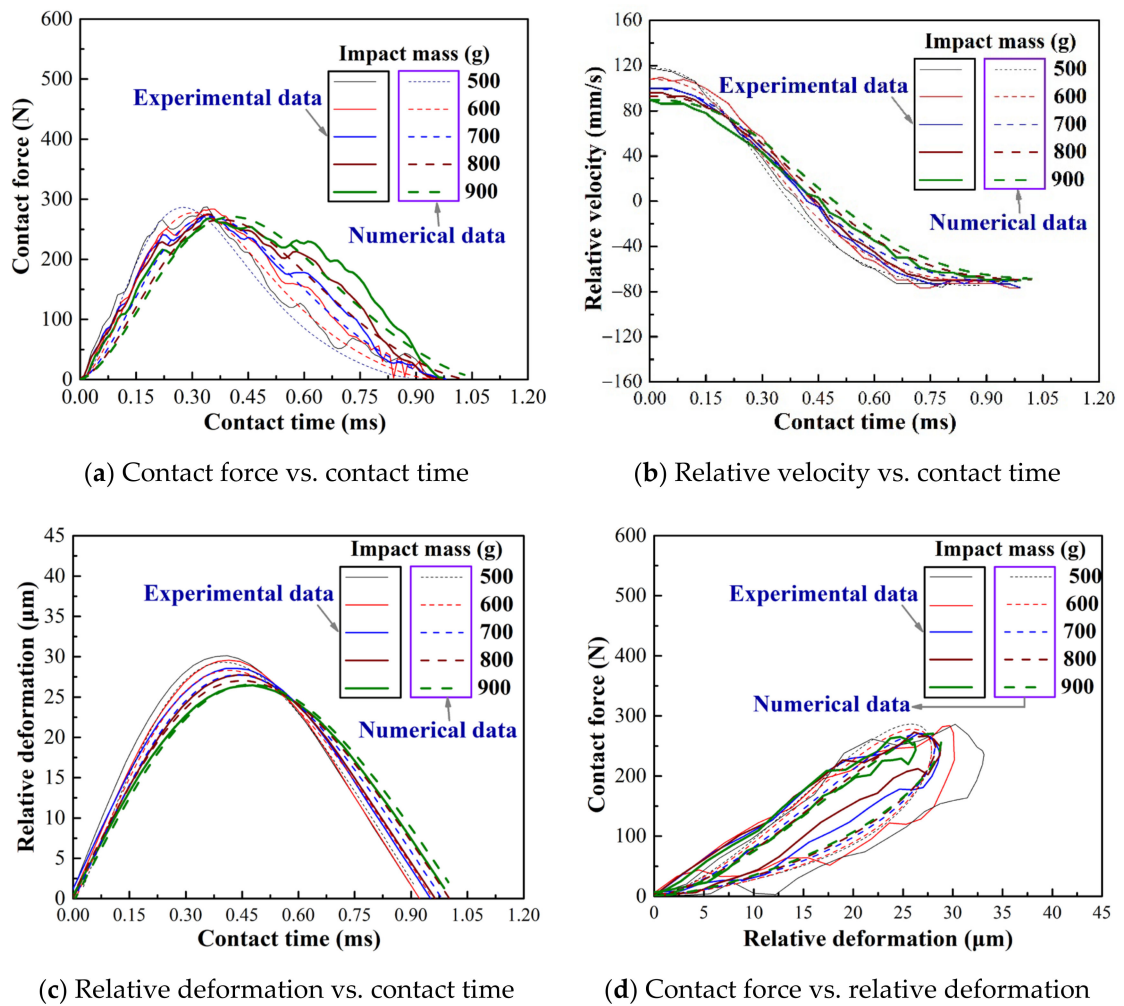 600
500
400
300
200
100
0
Contact force (N)
0.00 0.15 0.30 0.45 0.60 0.75 0.90 1.05 1.20
Contact time (ms)
Impact mass (g)
Experimental data
500
600
700
800
900
Numerical data
(a) Contact force vs. contact time
160
120
80
40
0
−40
−80
−120
−160
Relative velocity (mm/s)
0.00 0.15 0.30 0.45 0.60 0.75 0.90 1.05 1.20
Contact time (ms)
Impact mass (g)
Experimental data
500
600
700
800
900
Numerical data
(b) Relative velocity vs. contact time
45
40
35
30
25
20
15
10
5
0
Relative deformation (μm)
0.00 0.15 0.30 0.45 0.60 0.75 0.90 1.05 1.20
Contact time (ms)
Impact mass (g)
Experimental data
500
600
700
800
900
Numerical data
(c) Relative deformation vs. contact time
600
500
400
300
200
100
0
Contact force (N)
0 5 10 15 20 25 30 35 40 45
Relative deformation (μm)
Impact mass (g)
Experimental data
500
600
700
800
900
Numerical data
(d) Contact force vs. relative deformation